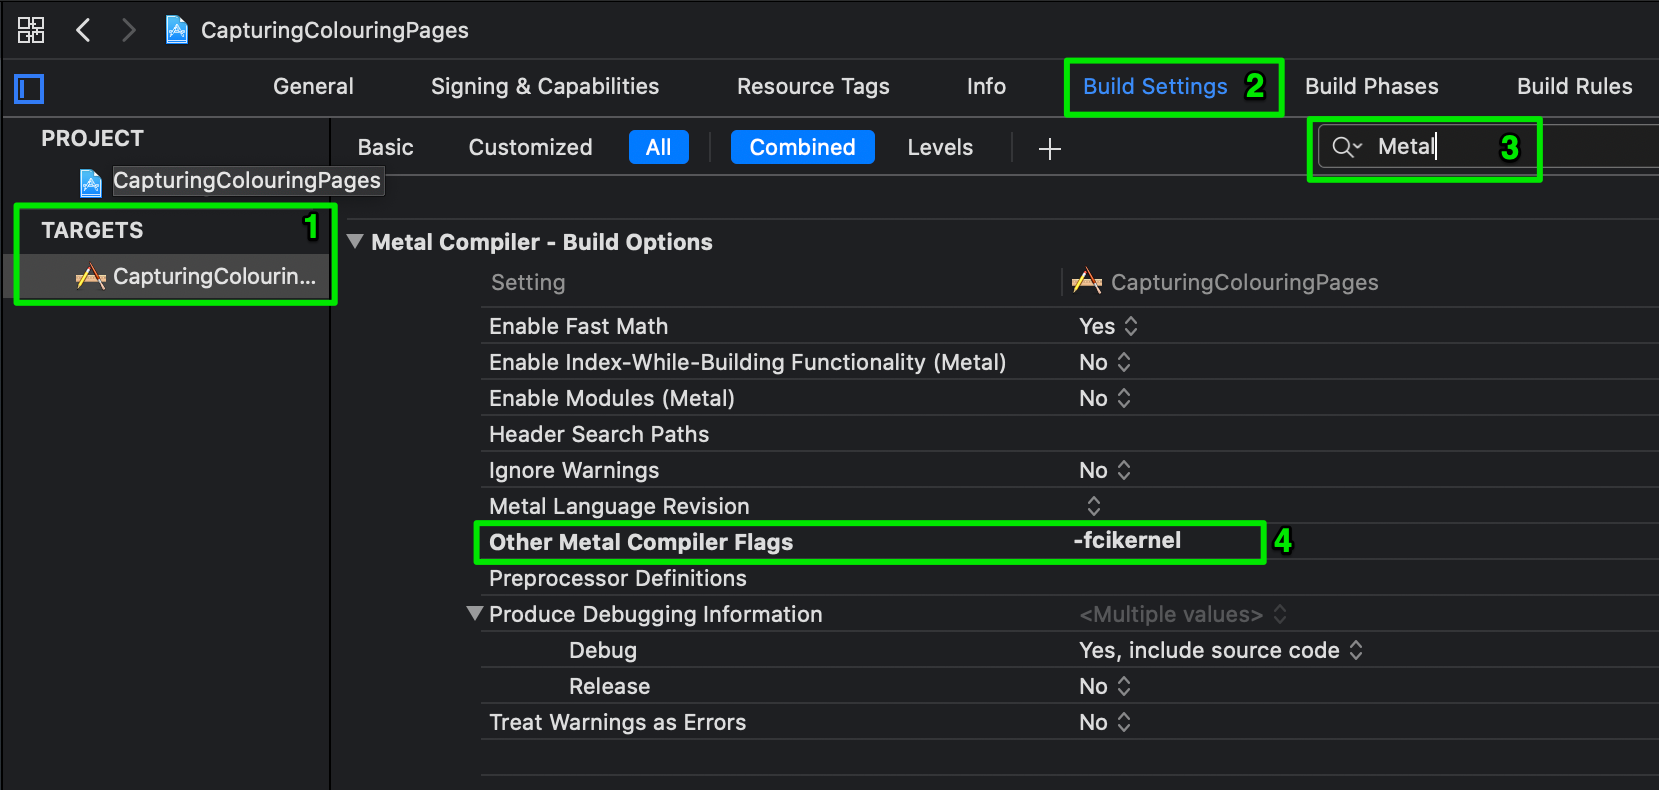 CapturingColouringPages
General Signing & Capabilities Resource Tags Info Build Settings 2 Build Phases Build Rules
PROJECT
CapturingColouringPages
TARGETS 1
CapturingColourin...
Basic Customized All Combined Levels + Metal 3
Metal Compiler - Build Options
Setting CapturingColouringPages
Enable Fast Math Yes
Enable Index-While-Building Functionality (Metal) No
Enable Modules (Metal) No
Header Search Paths
Ignore Warnings No
Metal Language Revision
Other Metal Compiler Flags -fcikernel 4
Preprocessor Definitions
Produce Debugging Information <Multiple values>
Debug Yes, include source code
Release No
Treat Warnings as Errors No